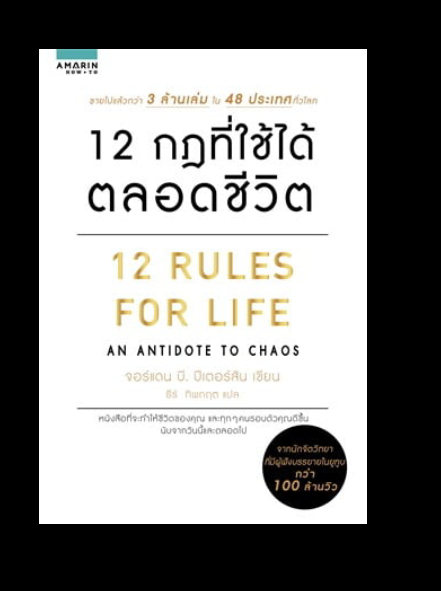 AMARIN
HOW • TO
ขายไปแล้วกว่า 3 ล้านเล่ม ใน 48 ประเทศทั่วโลก
12 กฎที่ใช้ได้
ตลอดชีวิต
12 RULES
FOR LIFE
AN ANTIDOTE TO CHAOS
จอร์แดน บี. ปีเตอร์สัน เขียน
ธีร์ ทิพกฤต แปล
หนังสือที่จะทำให้ชีวิตของคุณ และทุกๆคนรอบตัวคุณดีขึ้น
นับจากวันนี้และตลอดไป
จากนักจิตวิทยา
ที่มีผู้ฟังบรรยายในยูทูบ
กว่า
100 ล้านวิว